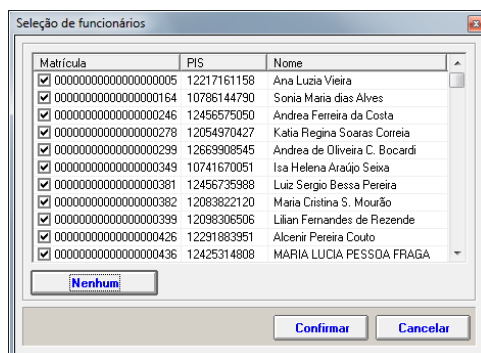 Seleção de funcionários
Matrícula PIS Nome
00000000000000000005 12217161158 Ana Luzia Vieira
00000000000000000164 10786144790 Sonia Maria dias Alves
00000000000000000246 12456575050 Andrea Ferreira da Costa
00000000000000000278 12054970427 Katia Regina Soaras Correia
00000000000000000299 12669908545 Andrea de Oliveira C. Bocardi
00000000000000000349 10741670051 Isa Helena Araújo Seixa
00000000000000000381 12456735988 Luiz Sergio Bessa Pereira
00000000000000000382 12083822120 Maria Cristina S. Mourão
00000000000000000399 12098306506 Lilian Fernandes de Rezende
00000000000000000426 12291883951 Alcenir Pereira Couto
00000000000000000436 12425314808 MARIA LUCIA PESSOA FRAGA
Nenhum
Confirmar Cancelar